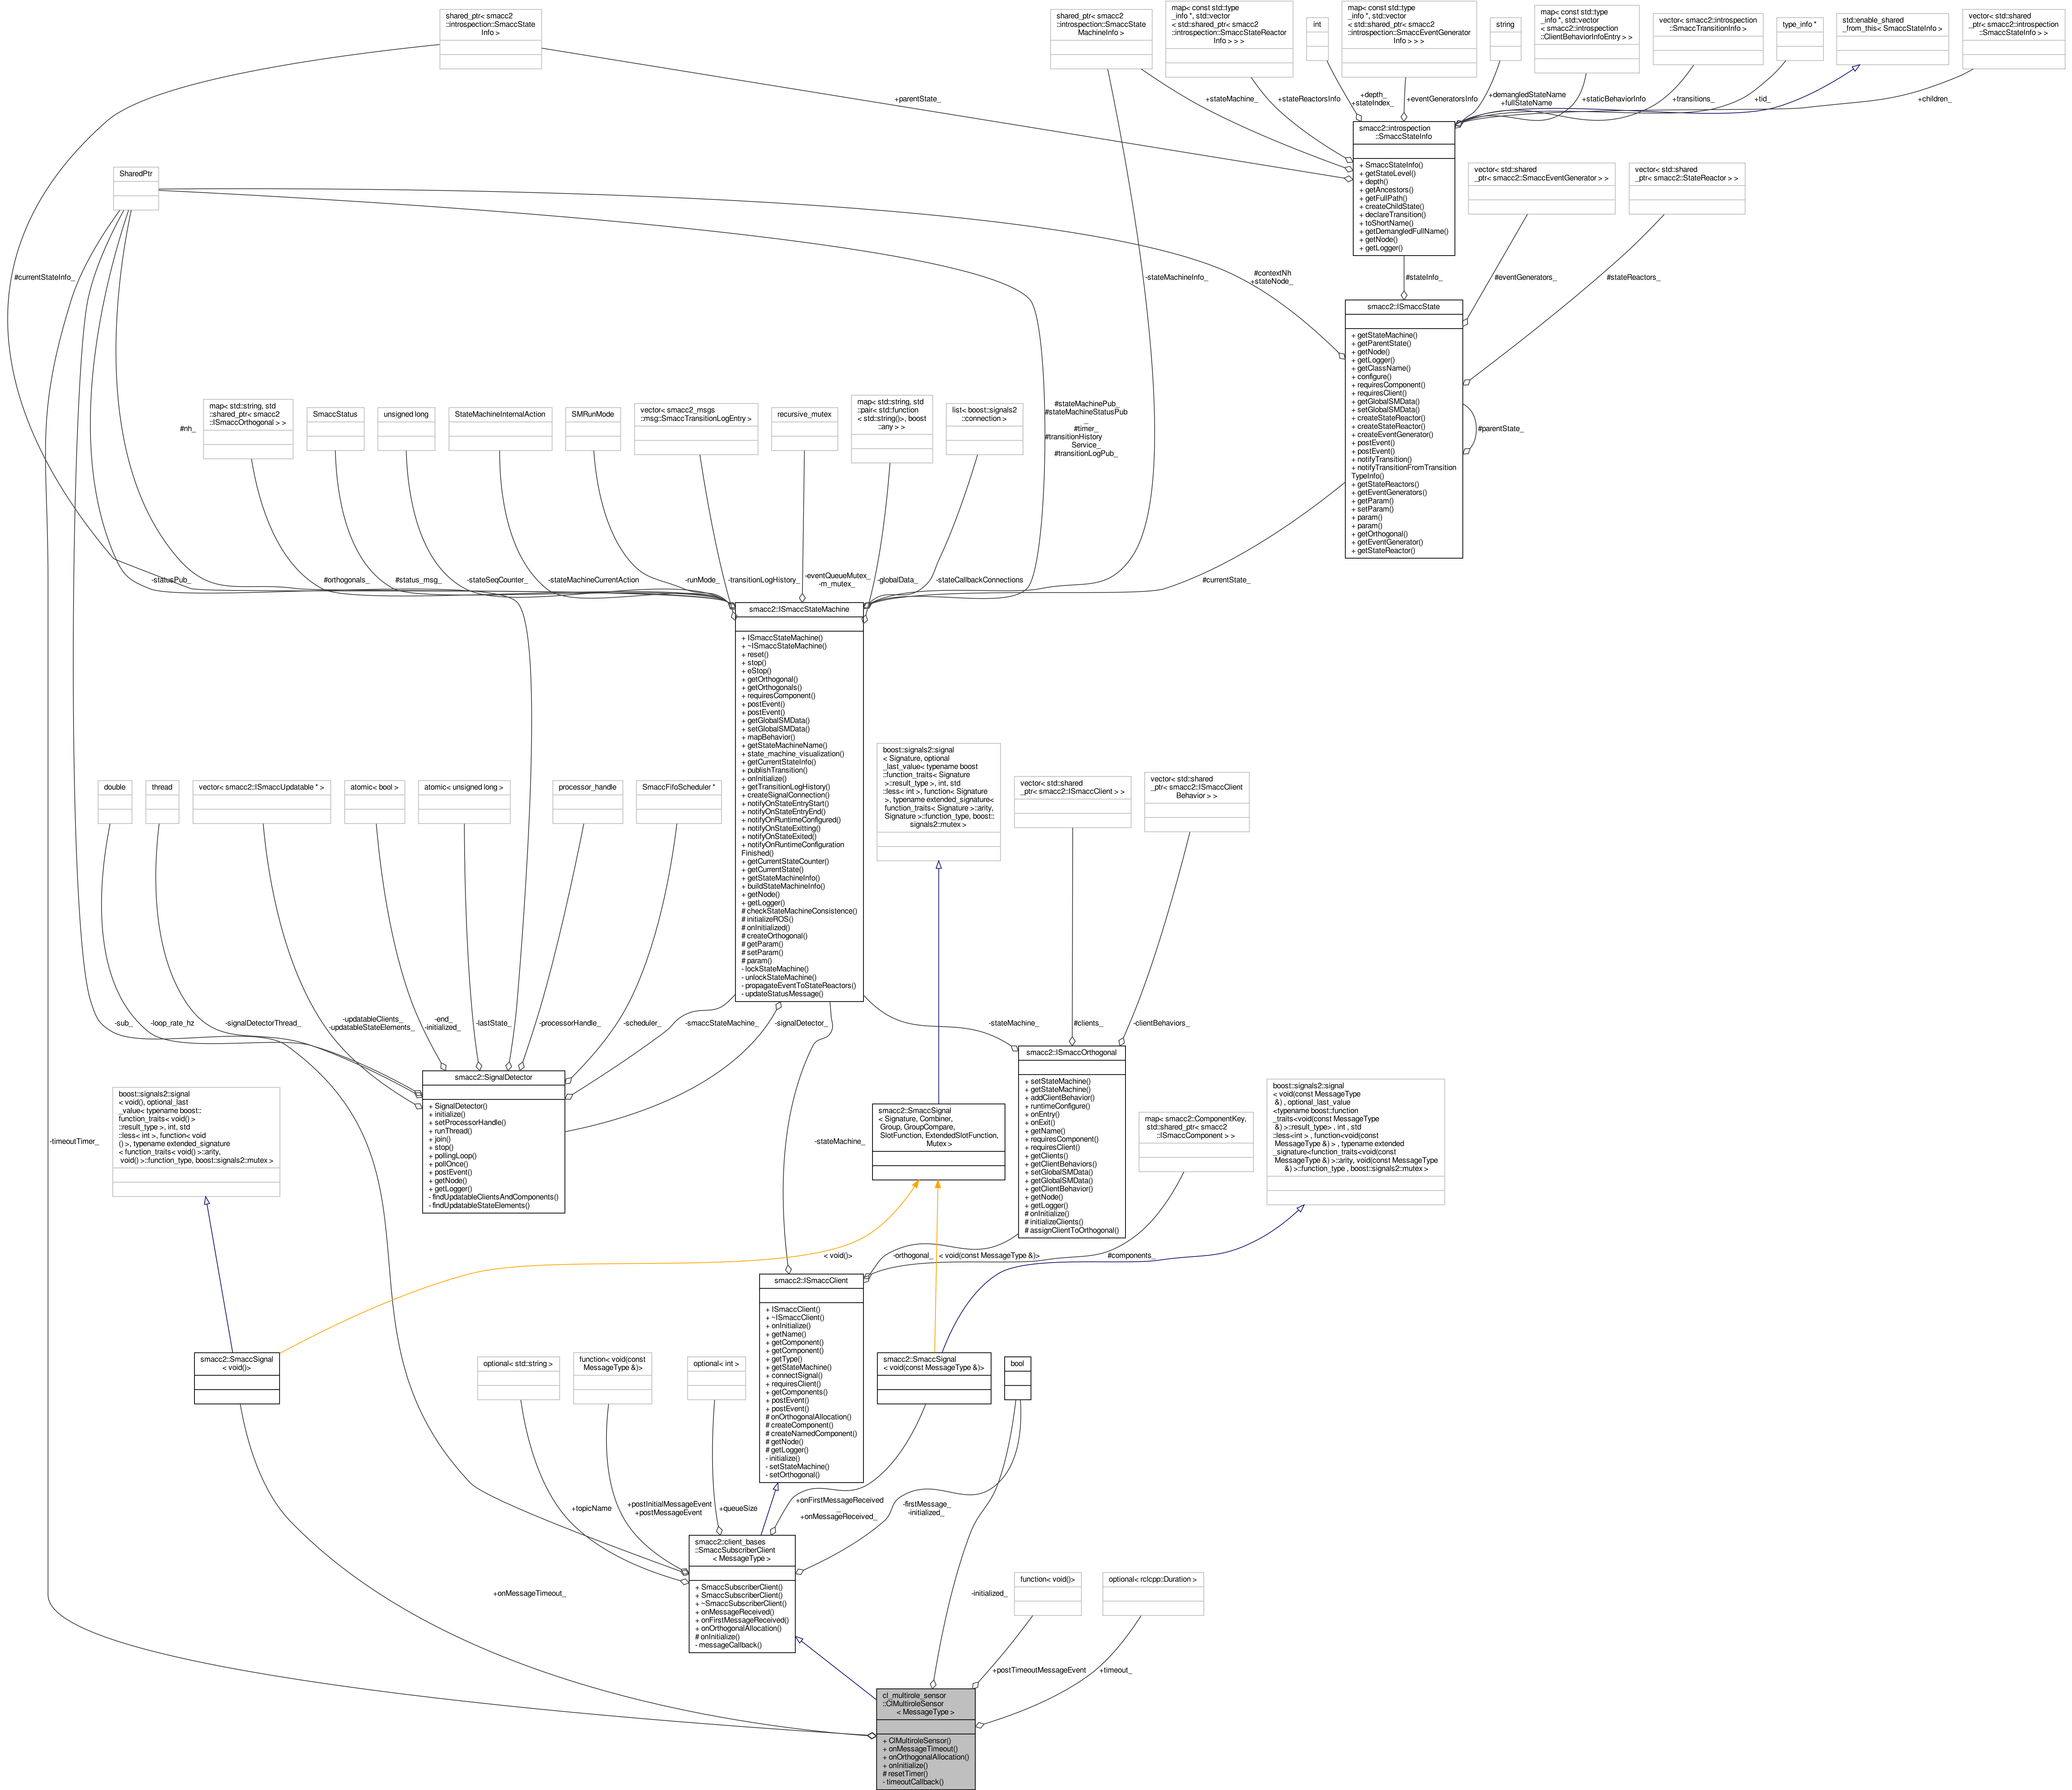 shared_ptr< smacc2
::introspection::SmaccState
Info >
shared_ptr< smacc2
::introspection::SmaccState
MachineInfo >
map< const std::type
_info *, std::vector
< std::shared_ptr< smacc2
::introspection::SmaccStateReactor
Info > > >
int
map< const std::type
_info *, std::vector
< std::shared_ptr< smacc2
::introspection::SmaccEventGenerator
Info > > >
string
map< const std::type
_info *, std::vector
< smacc2::introspection
::ClientBehaviorInfoEntry > >
vector< smacc2::introspection
::SmaccTransitionInfo >
type_info *
std::enable_shared
_from_this< SmaccStateInfo >
vector< std::shared
_ptr< smacc2::introspection
::SmaccStateInfo > >
+parentState_
+stateMachine_
+stateReactorsInfo
+depth_
+stateIndex_
+eventGeneratorsInfo
+demangledStateName
+fullStateName
+staticBehaviorInfo
+transitions_
+tid_
+children_
smacc2::introspection
::SmaccStateInfo
+ SmaccStateInfo()
+ getStateLevel()
+ depth()
+ getAncestors()
+ getFullPath()
+ createChildState()
+ declareTransition()
+ toShortName()
+ getDemangledFullName()
+ getNode()
+ getLogger()
SharedPtr
vector< std::shared
_ptr< smacc2::SmaccEventGenerator > >
vector< std::shared
_ptr< smacc2::StateReactor > >
#currentStateInfo_
-stateMachineInfo_
#contextNh
+stateNode_
#stateInfo_
#eventGenerators_
#stateReactors_
smacc2::ISmaccState
+ getStateMachine()
+ getParentState()
+ getNode()
+ getLogger()
+ getClassName()
+ configure()
+ requiresComponent()
+ requiresClient()
+ getGlobalSMData()
+ setGlobalSMData()
+ createStateReactor()
+ createStateReactor()
+ createEventGenerator()
+ postEvent()
+ postEvent()
+ notifyTransition()
+ notifyTransitionFromTransition
TypeInfo()
+ getStateReactors()
+ getEventGenerators()
+ getParam()
+ setParam()
+ param()
+ param()
+ getOrthogonal()
+ getEventGenerator()
+ getStateReactor()
#parentState_
#nh_
map< std::string, std
::shared_ptr< smacc2
::ISmaccOrthogonal > >
SmaccStatus
unsigned long
StateMachineInternalAction
SMRunMode
vector< smacc2_msgs
::msg::SmaccTransitionLogEntry >
recursive_mutex
map< std::string, std
::pair< std::function
< std::string()>, boost
::any > >
list< boost::signals2
::connection >
#stateMachinePub_
#stateMachineStatusPub
_
#timer_
#transitionHistory
Service_
#transitionLogPub_
-statusPub_
#orthogonals_
#status_msg_
-stateSeqCounter_
-stateMachineCurrentAction
-runMode_
-transitionLogHistory_
-eventQueueMutex_
-m_mutex_
-globalData_
-stateCallbackConnections
#currentState_
smacc2::ISmaccStateMachine
+ ISmaccStateMachine()
+ ~ISmaccStateMachine()
+ reset()
+ stop()
+ eStop()
+ getOrthogonal()
+ getOrthogonals()
+ requiresComponent()
+ postEvent()
+ postEvent()
+ getGlobalSMData()
+ setGlobalSMData()
+ mapBehavior()
+ getStateMachineName()
+ state_machine_visualization()
+ getCurrentStateInfo()
+ publishTransition()
+ onInitialize()
+ getTransitionLogHistory()
+ createSignalConnection()
+ notifyOnStateEntryStart()
+ notifyOnStateEntryEnd()
+ notifyOnRuntimeConfigured()
+ notifyOnStateExitting()
+ notifyOnStateExited()
+ notifyOnRuntimeConfiguration
Finished()
+ getCurrentStateCounter()
+ getCurrentState()
+ getStateMachineInfo()
+ buildStateMachineInfo()
+ getNode()
+ getLogger()
# checkStateMachineConsistence()
# initializeROS()
# onInitialized()
# createOrthogonal()
# getParam()
# setParam()
# param()
- lockStateMachine()
- unlockStateMachine()
- propagateEventToStateReactors()
- updateStatusMessage()
double
thread
vector< smacc2::ISmaccUpdatable * >
atomic< bool >
atomic< unsigned long >
processor_handle
SmaccFifoScheduler *
boost::signals2::signal
< Signature, optional
_last_value< typename boost
::function_traits< Signature
>::result_type >, int, std
::less< int >, function< Signature
>, typename extended_signature<
function_traits< Signature >::arity,
Signature >::function_type, boost::
signals2::mutex >
vector< std::shared
_ptr< smacc2::ISmaccClient > >
vector< std::shared
_ptr< smacc2::ISmaccClient
Behavior > >
-sub_
-loop_rate_hz
-signalDetectorThread_
-updatableClients_
-updatableStateElements_
-end_
-initialized_
-lastState_
-processorHandle_
-scheduler_
-smaccStateMachine_
-signalDetector_
-stateMachine_
#clients_
-clientBehaviors_
smacc2::SignalDetector
+ SignalDetector()
+ initialize()
+ setProcessorHandle()
+ runThread()
+ join()
+ stop()
+ pollingLoop()
+ pollOnce()
+ postEvent()
+ getNode()
+ getLogger()
- findUpdatableClientsAndComponents()
- findUpdatableStateElements()
smacc2::ISmaccOrthogonal
+ setStateMachine()
+ getStateMachine()
+ addClientBehavior()
+ runtimeConfigure()
+ onEntry()
+ onExit()
+ getName()
+ requiresComponent()
+ requiresClient()
+ getClients()
+ getClientBehaviors()
+ setGlobalSMData()
+ getGlobalSMData()
+ getClientBehavior()
+ getNode()
+ getLogger()
# onInitialize()
# initializeClients()
# assignClientToOrthogonal()
boost::signals2::signal
< void(), optional_last
_value< typename boost::
function_traits< void() >
::result_type >, int, std
::less< int >, function< void
() >, typename extended_signature
< function_traits< void() >::arity,
void() >::function_type, boost::signals2::mutex >
smacc2::SmaccSignal
< Signature, Combiner,
Group, GroupCompare,
SlotFunction, ExtendedSlotFunction,
Mutex >
map< smacc2::ComponentKey,
std::shared_ptr< smacc2
::ISmaccComponent > >
boost::signals2::signal
< void(const MessageType
&) , optional_last_value
<typename boost::function
_traits<void(const MessageType
&) >::result_type> , int , std
::less<int > , function<void(const
MessageType &) > , typename extended
_signature<function_traits<void(const
MessageType &) >::arity, void(const MessageType
&) >::function_type , boost::signals2::mutex >
-timeoutTimer_
-stateMachine_
< void()>
-orthogonal_
< void(const MessageType &)>
#components_
smacc2::ISmaccClient
+ ISmaccClient()
+ ~ISmaccClient()
+ onInitialize()
+ getName()
+ getComponent()
+ getComponent()
+ getType()
+ getStateMachine()
+ connectSignal()
+ requiresClient()
+ getComponents()
+ postEvent()
+ postEvent()
# onOrthogonalAllocation()
# createComponent()
# createNamedComponent()
# getNode()
# getLogger()
- initialize()
- setStateMachine()
- setOrthogonal()
smacc2::SmaccSignal
< void()>
optional< std::string >
function< void(const
MessageType &)>
optional< int >
smacc2::SmaccSignal
< void(const MessageType &)>
bool
+topicName
+postInitialMessageEvent
+postMessageEvent
+queueSize
+onFirstMessageReceived
_
+onMessageReceived_
-firstMessage_
-initialized_
smacc2::client_bases
::SmaccSubscriberClient
< MessageType >
+ SmaccSubscriberClient()
+ SmaccSubscriberClient()
+ ~SmaccSubscriberClient()
+ onMessageReceived()
+ onFirstMessageReceived()
+ onOrthogonalAllocation()
# onInitialize()
- messageCallback()
+onMessageTimeout_
-initialized_
function< void()>
optional< rclcpp::Duration >
+postTimeoutMessageEvent
+timeout_
cl_multirole_sensor
::ClMultiroleSensor
< MessageType >
+ ClMultiroleSensor()
+ onMessageTimeout()
+ onOrthogonalAllocation()
+ onInitialize()
# resetTimer()
- timeoutCallback()